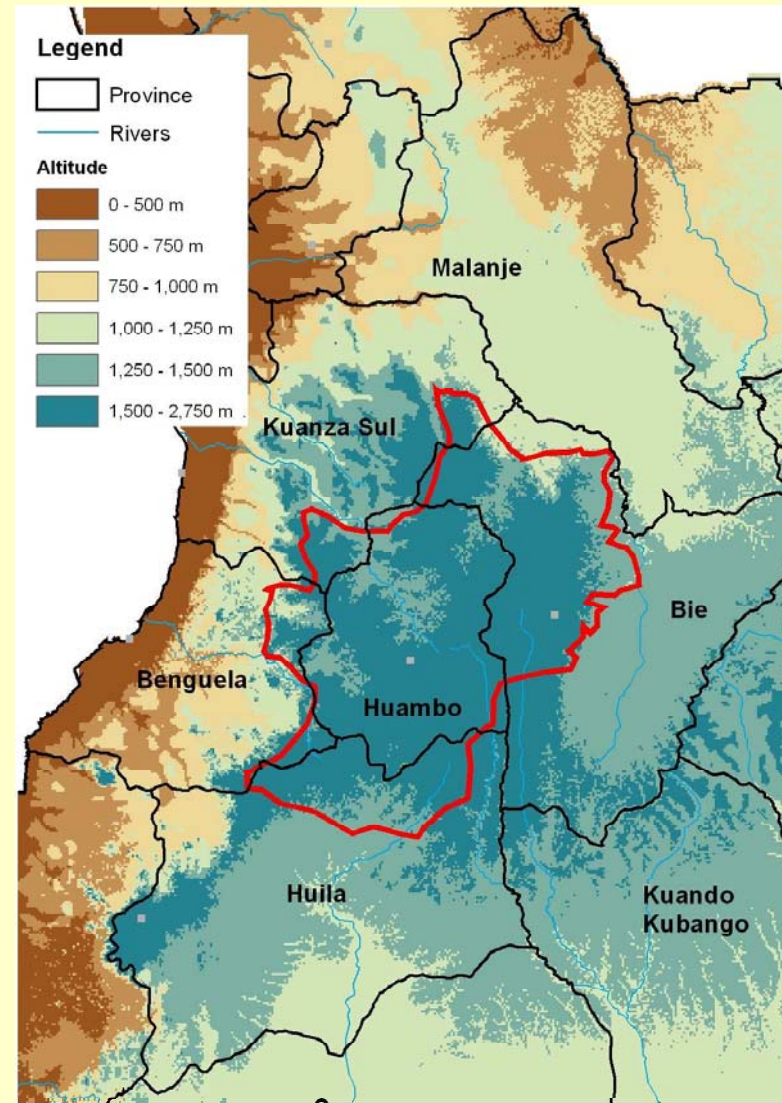 Legend
Province
Rivers
Altitude
0 - 500 m
500 - 750 m
750 - 1,000 m
1,000 - 1,250 m
1,250 - 1,500 m
1,500 - 2,750 m
Malanje
Kuanza Sul
Bie
Benguela
Huambo
Huila
Kuando
Kubango